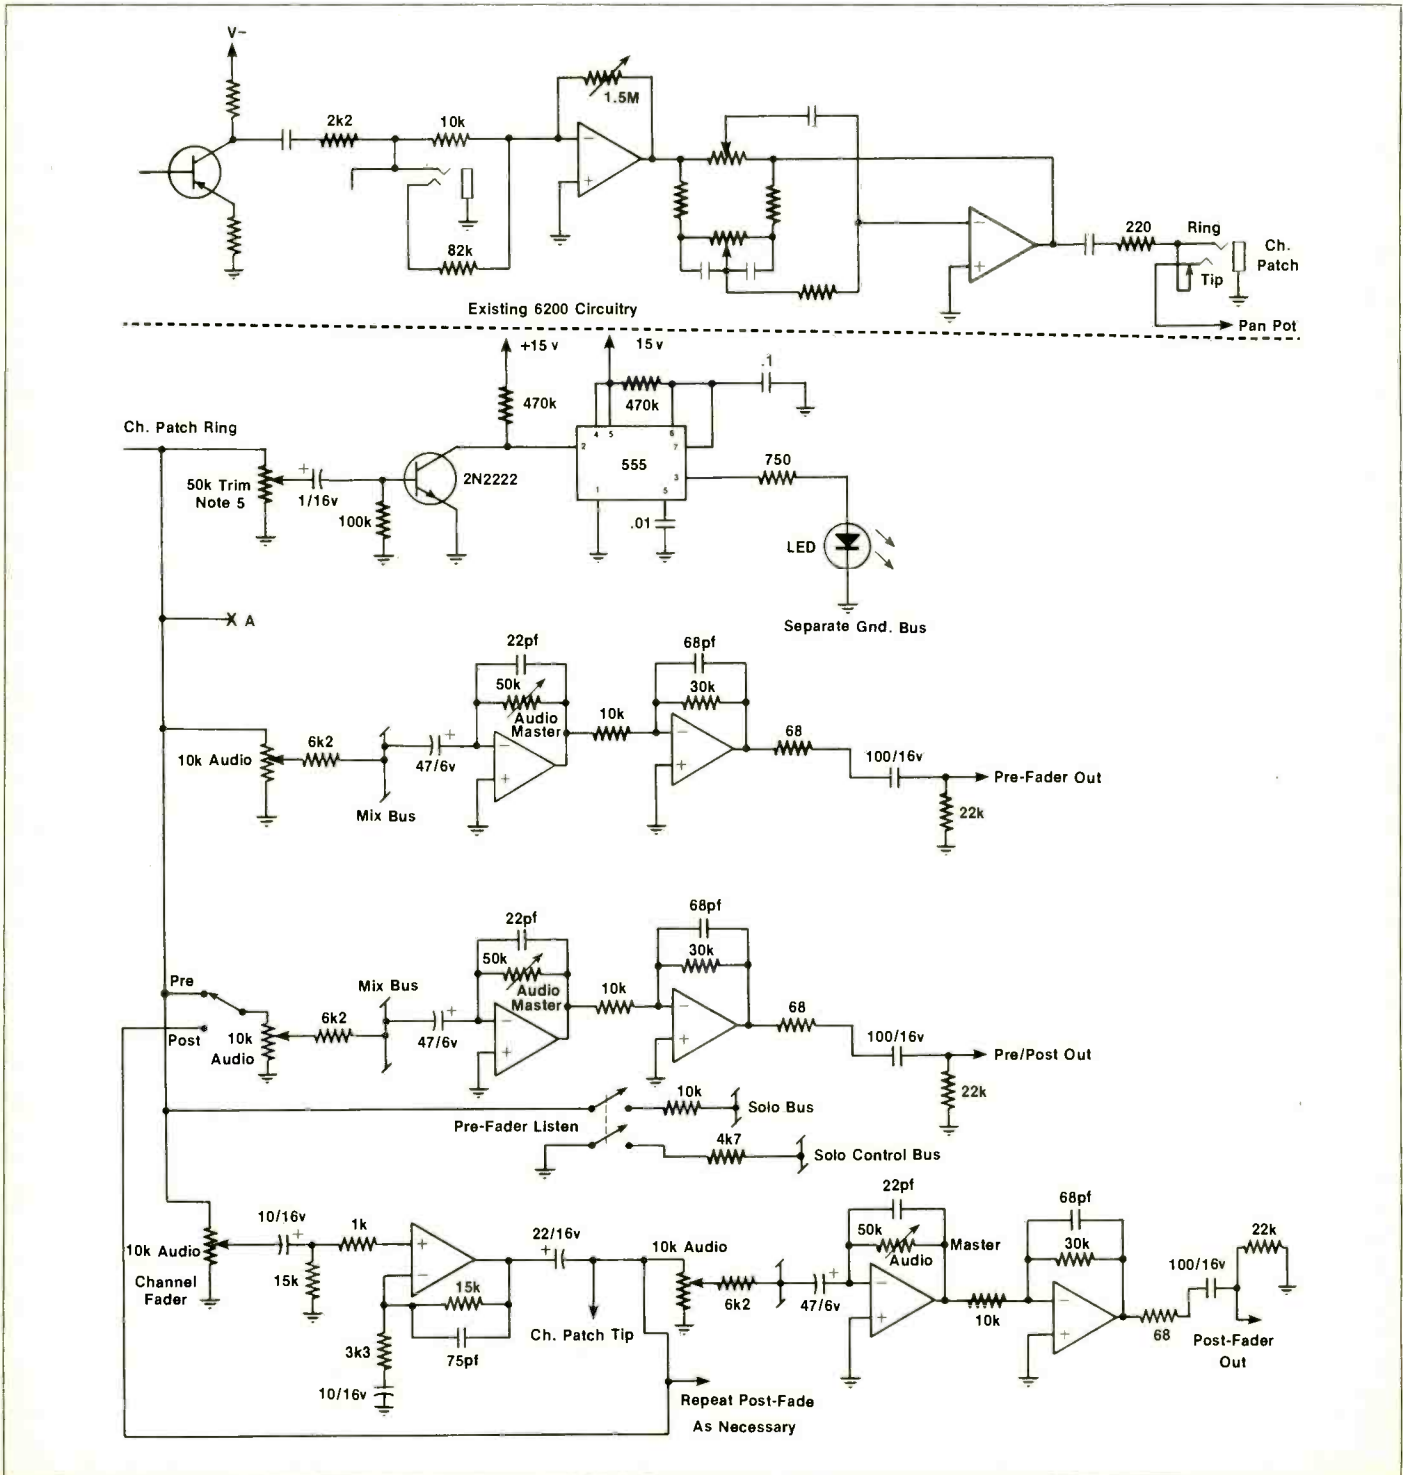 V-
2k2
10k
1.5M
82k
220
Ring
Ch.
Patch
Tip
Pan Pot
Existing 6200 Circuitry
+15 v
15 v
470k
470k
.1
Ch. Patch Ring
50k Trim
Note 5
+
1/16v
100k
2N2222
4
5
6
2
7
555
3
1
5
.01
750
LED
Separate Gnd. Bus
X A
10k Audio
6k2
Mix Bus
47/6v
+
22pf
50k
Audio
Master
-
+
10k
68pf
30k
-
+
68
100/16v
Pre-Fader Out
22k
Pre
Post
10k
Audio
6k2
Mix Bus
47/6v
+
22pf
50k
Audio
Master
-
+
10k
68pf
30k
-
+
68
100/16v
Pre/Post Out
22k
Pre-Fader Listen
10k
Solo Bus
4k7
Solo Control Bus
10k Audio
Channel
Fader
10/16v
+
15k
1k
+
-
15k
75pf
3k3
10/16v
22/16v
+
Ch. Patch Tip
10k Audio
6k2
47/6v
+
22pf
50k
Audio
Master
-
+
10k
68pf
30k
-
+
68
100/16v
22k
Post-Fader
Out
Repeat Post-Fade
As Necessary